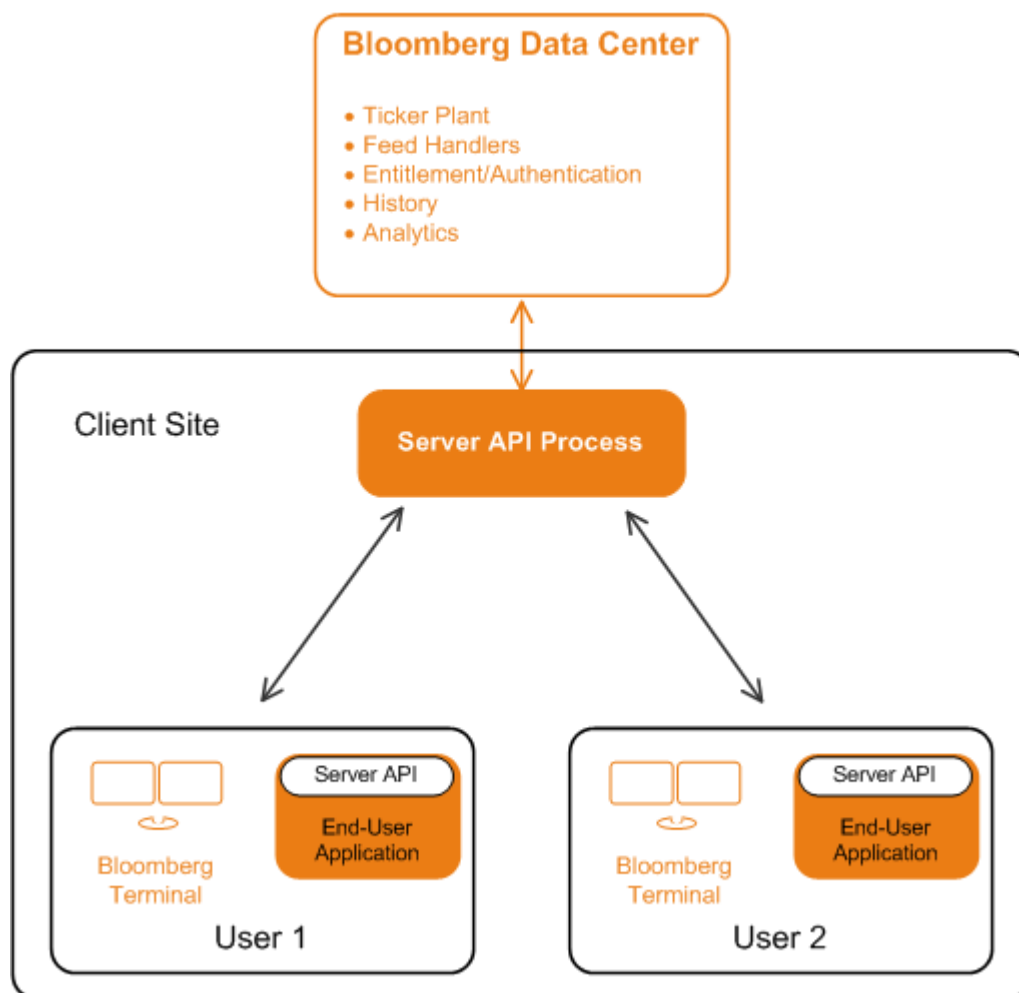 Bloomberg Data Center
• Ticker Plant
• Feed Handlers
• Entitlement/Authentication
• History
• Analytics
Client Site
Server API Process
Server API
End-User
Application
Bloomberg
Terminal
User 1
Server API
End-User
Application
Bloomberg
Terminal
User 2